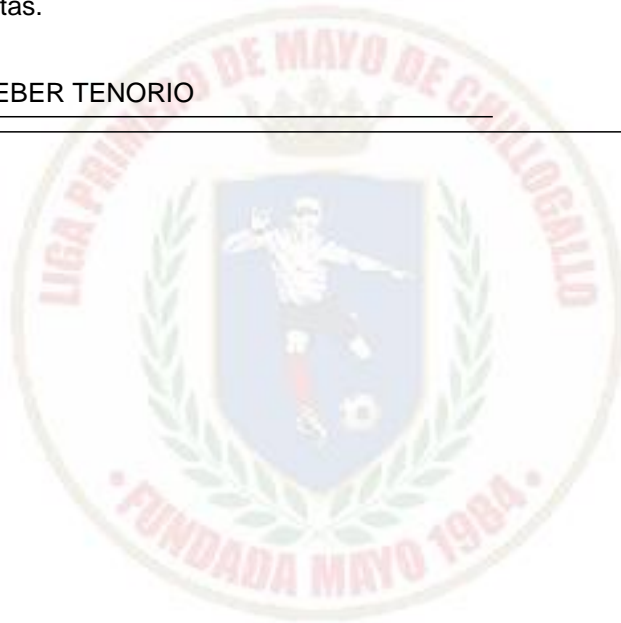 tas.
EBER TENORIO
LIGA PRIMERO DE MAYO DE CHILLOGALLO
• FUNDADA MAYO 1984 •